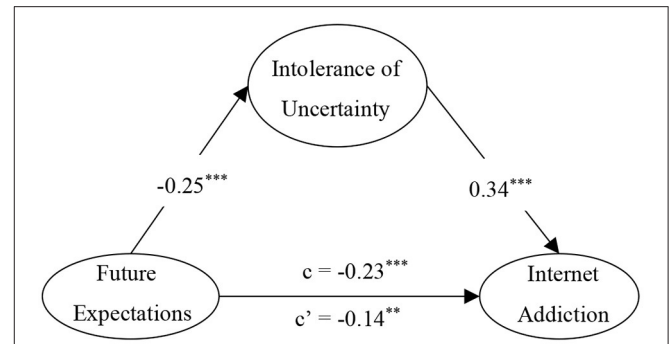 Intolerance of
Uncertainty
-0.25***
0.34***
Future
Expectations
c = -0.23***
c’ = -0.14**
Internet
Addiction